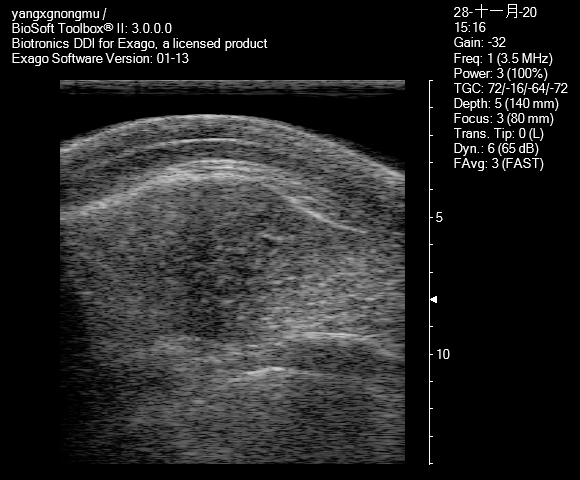 yangxgnongmu /
BioSoft Toolbox® II: 3.0.0.0
Biotronics DDI for Exago, a licensed product
Exago Software Version: 01-13
28-十一月-20
15:16
Gain: -32
Freq: 1 (3.5 MHz)
Power: 3 (100%)
TGC: 72/-16/-64/-72
Depth: 5 (140 mm)
Focus: 3 (80 mm)
Trans. Tip: 0 (L)
Dyn.: 6 (65 dB)
FAvg: 3 (FAST)
5
10